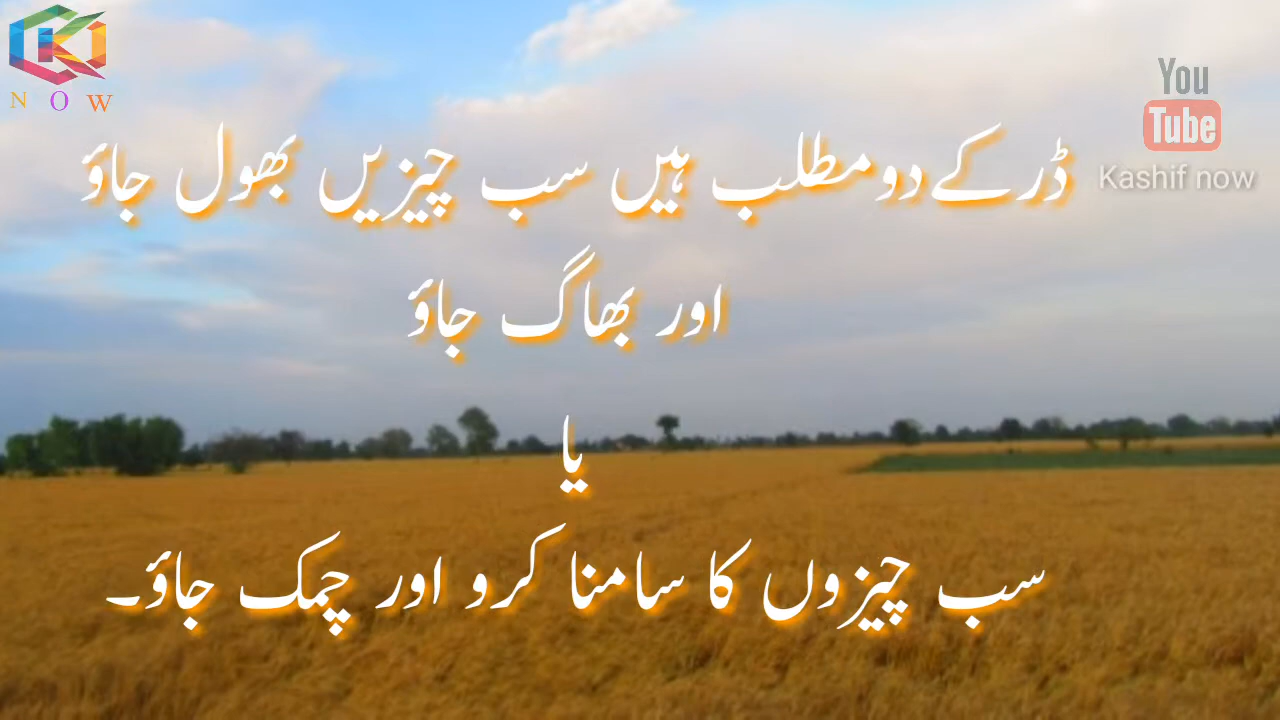 NOW
You
Tube
Kashif now
ڈر کے دو مطلب ہیں سب چیزیں بھول جاؤ
اور بھاگ جاؤ
یا
سب چیزوں کا سامنا کرو اور چمک جاؤ۔